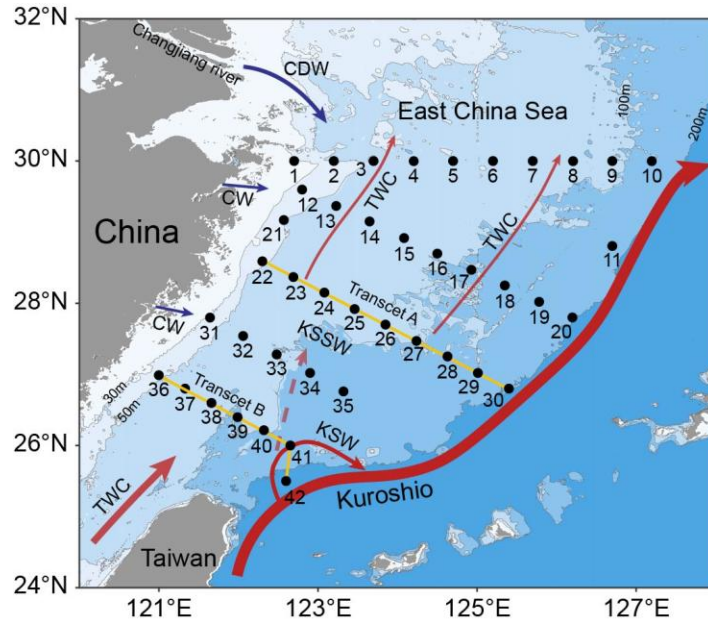 32°N
Changjiang river
CDW
East China Sea
100m
200m
30°N
1 2 3 4 5 6 7 8 9 10
CW
TWC
TWC
12
13
21
14
15
16
17
11
China
22
23
24
18
19
20
28°N
Transcet A
25
26
27
28
29
30
CW
31
32
33
34
35
KSSW
30m
50m
36
37
38
39
40
41
Transcet B
26°N
KSW
42
TWC
Kuroshio
Taiwan
24°N
121°E 123°E 125°E 127°E